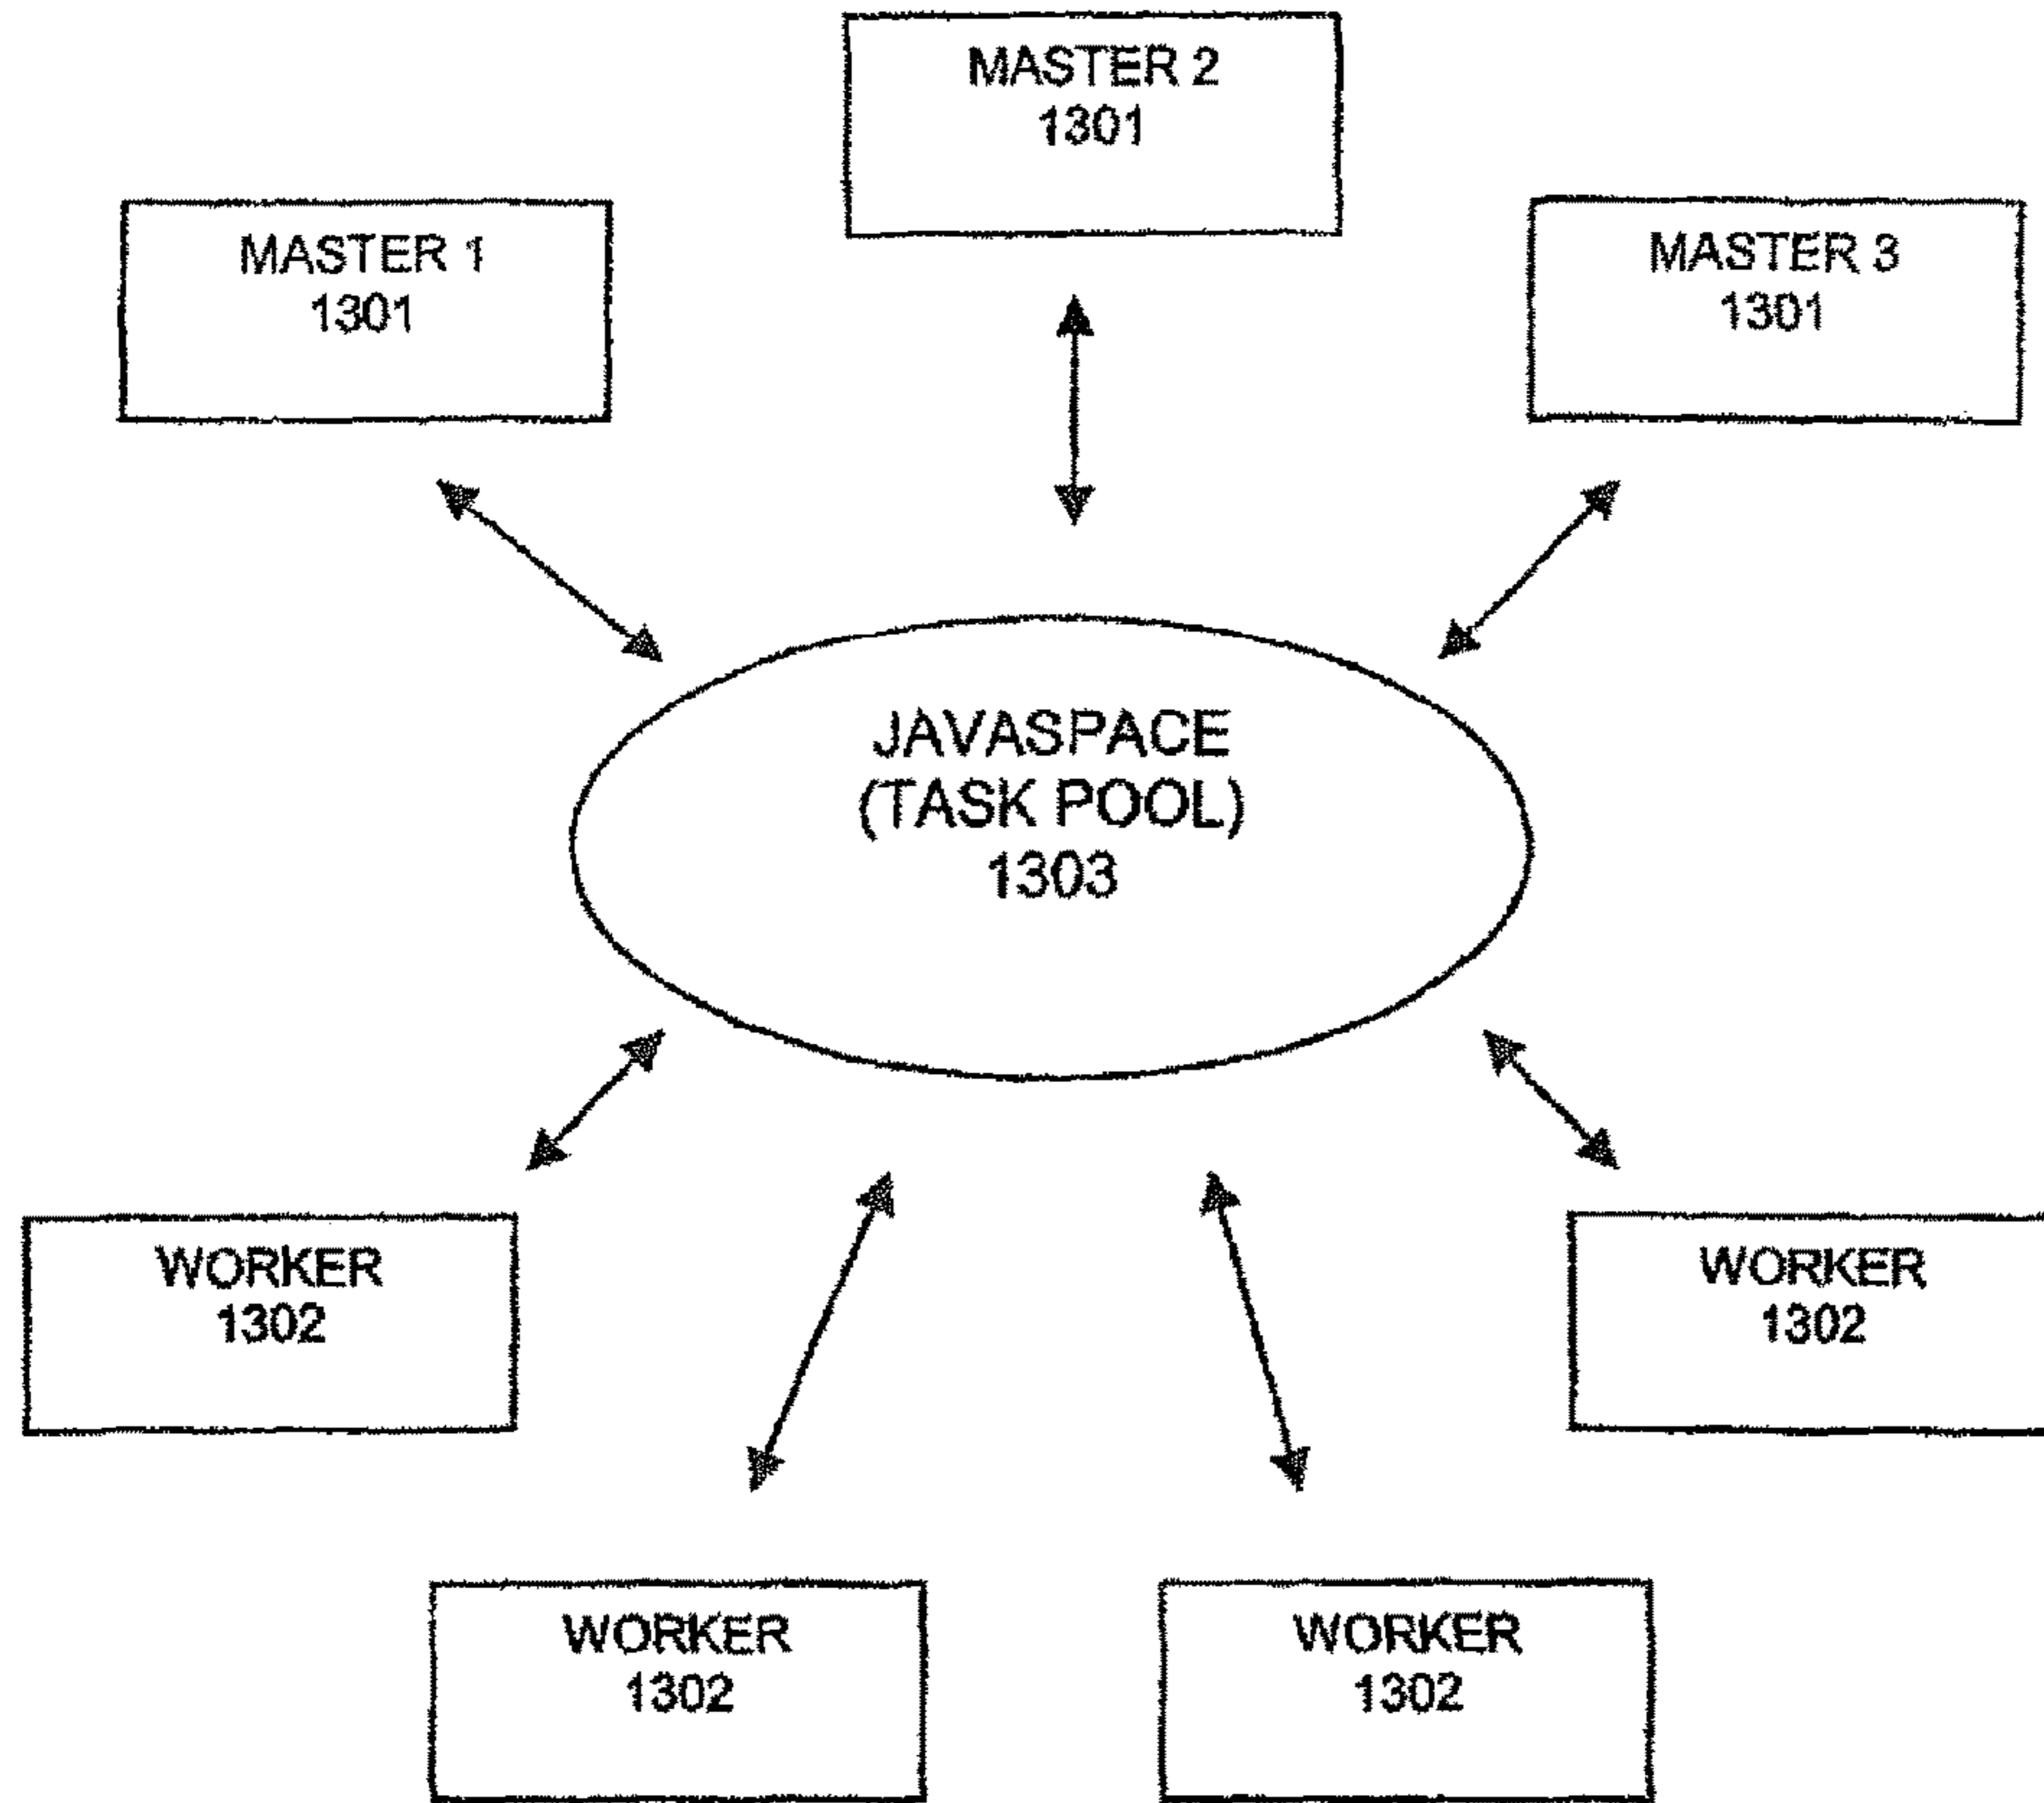 MASTER 2
1301
MASTER 1
1301
MASTER 3
1301
JAVASPACE
(TASK POOL)
1303
WORKER
1302
WORKER
1302
WORKER
1302
WORKER
1302